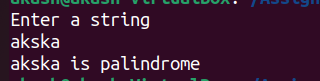 Enter a string
akska
akska is palindrome